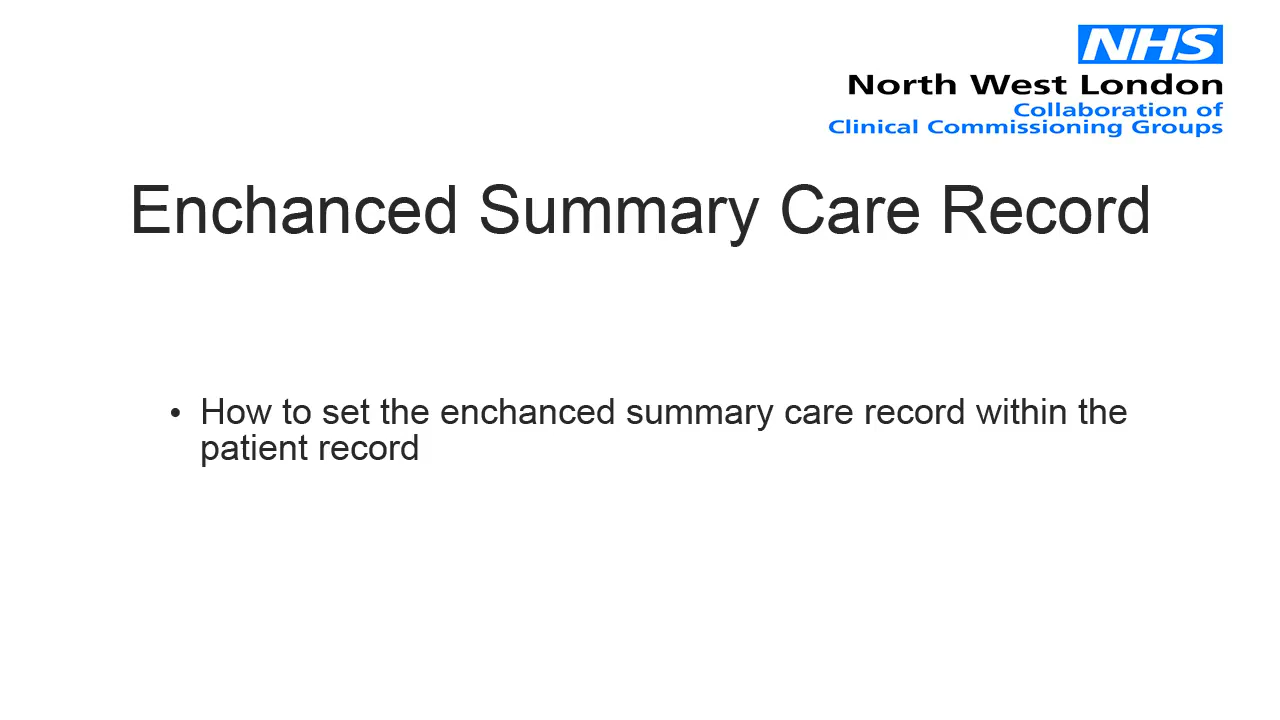 NHS
North West London
Collaboration of
Clinical Commissioning Groups
Enchanced Summary Care Record
• How to set the enchanced summary care record within the
patient record